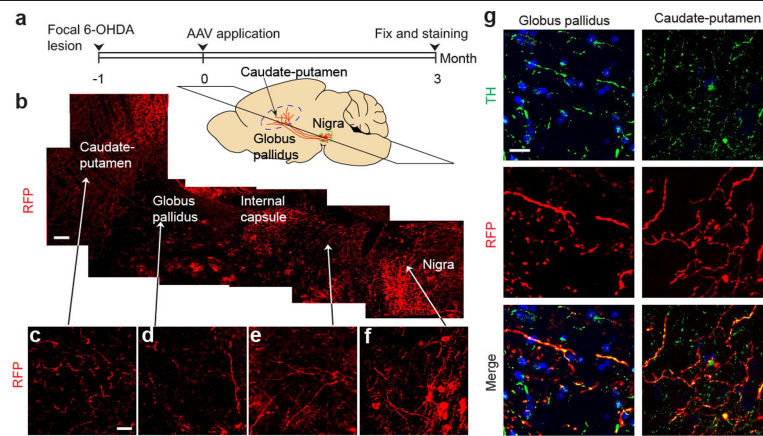 a
Focal 6-OHDA
lesion
AAV application
Fix and staining
Month
-1
0
3
b
Caudate-putamen
Nigra
Globus
pallidus
Caudate-
putamen
Globus
pallidus
Internal
capsule
Nigra
RFP
c
d
e
f
RFP
g
Globus pallidus
Caudate-putamen
TH
RFP
Merge